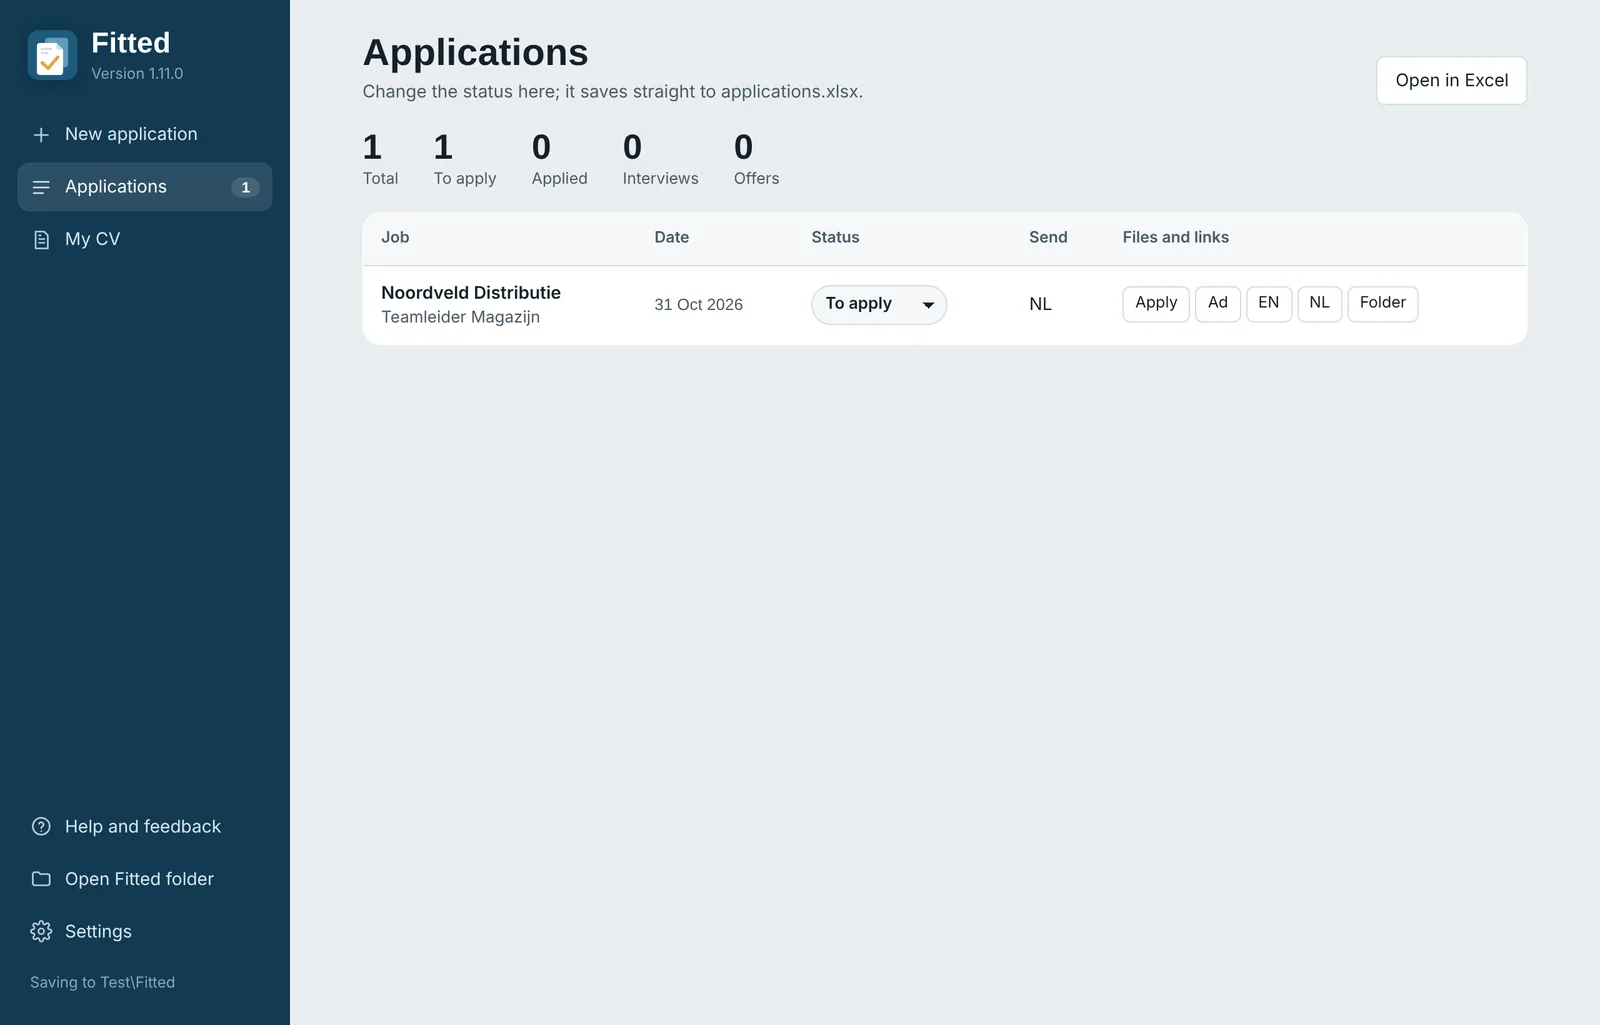 Fitted
Version 1.11.0
New application
Applications 1
My CV
Help and feedback
Open Fitted folder
Settings
Saving to Test\Fitted
Applications
Change the status here; it saves straight to applications.xlsx.
Open in Excel
1 1 0 0 0
Total To apply Applied Interviews Offers
Job Date Status Send Files and links
Noordveld Distributie
Teamleider Magazijn
31 Oct 2026 To apply NL Apply Ad EN NL Folder